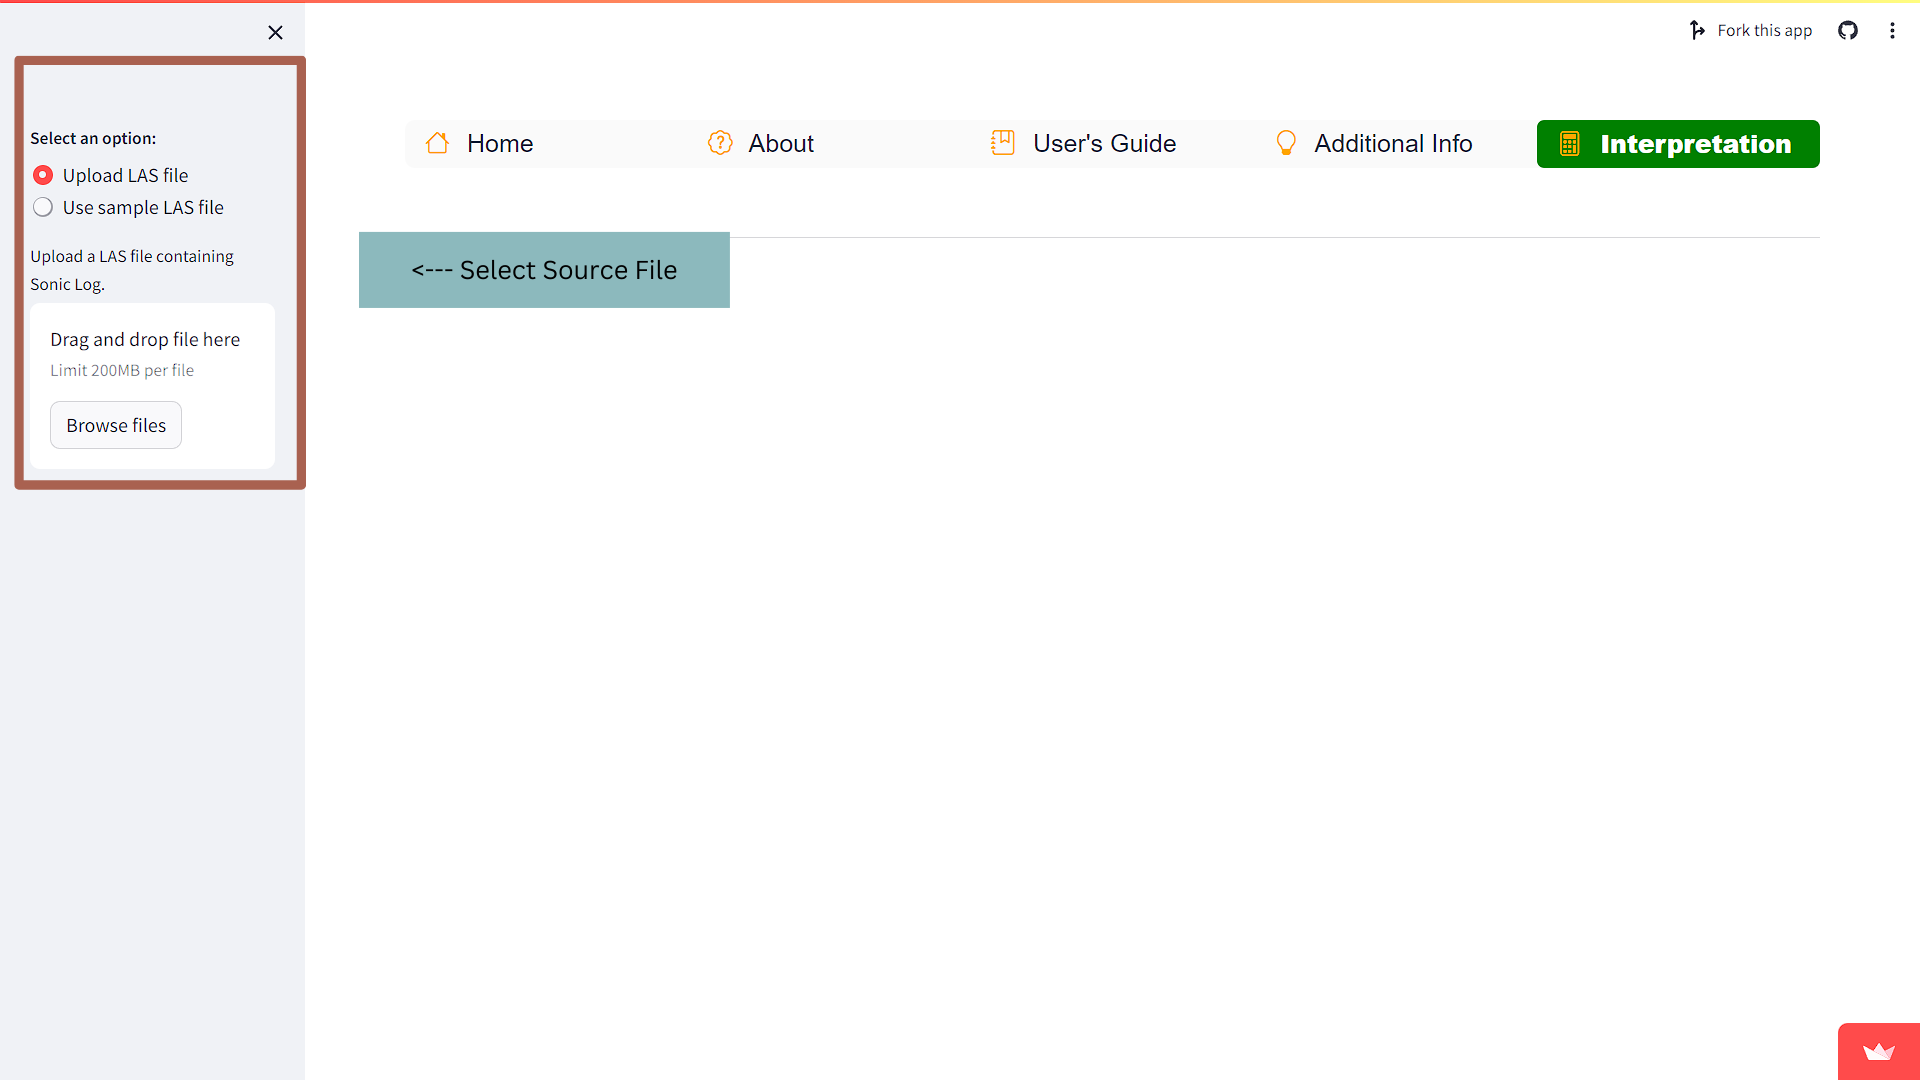 Fork this app
Home
About
User's Guide
Additional Info
Interpretation
Select an option:
Upload LAS file
Use sample LAS file
Upload a LAS file containing
Sonic Log.
Drag and drop file here
Limit 200MB per file
Browse files
<--- Select Source File